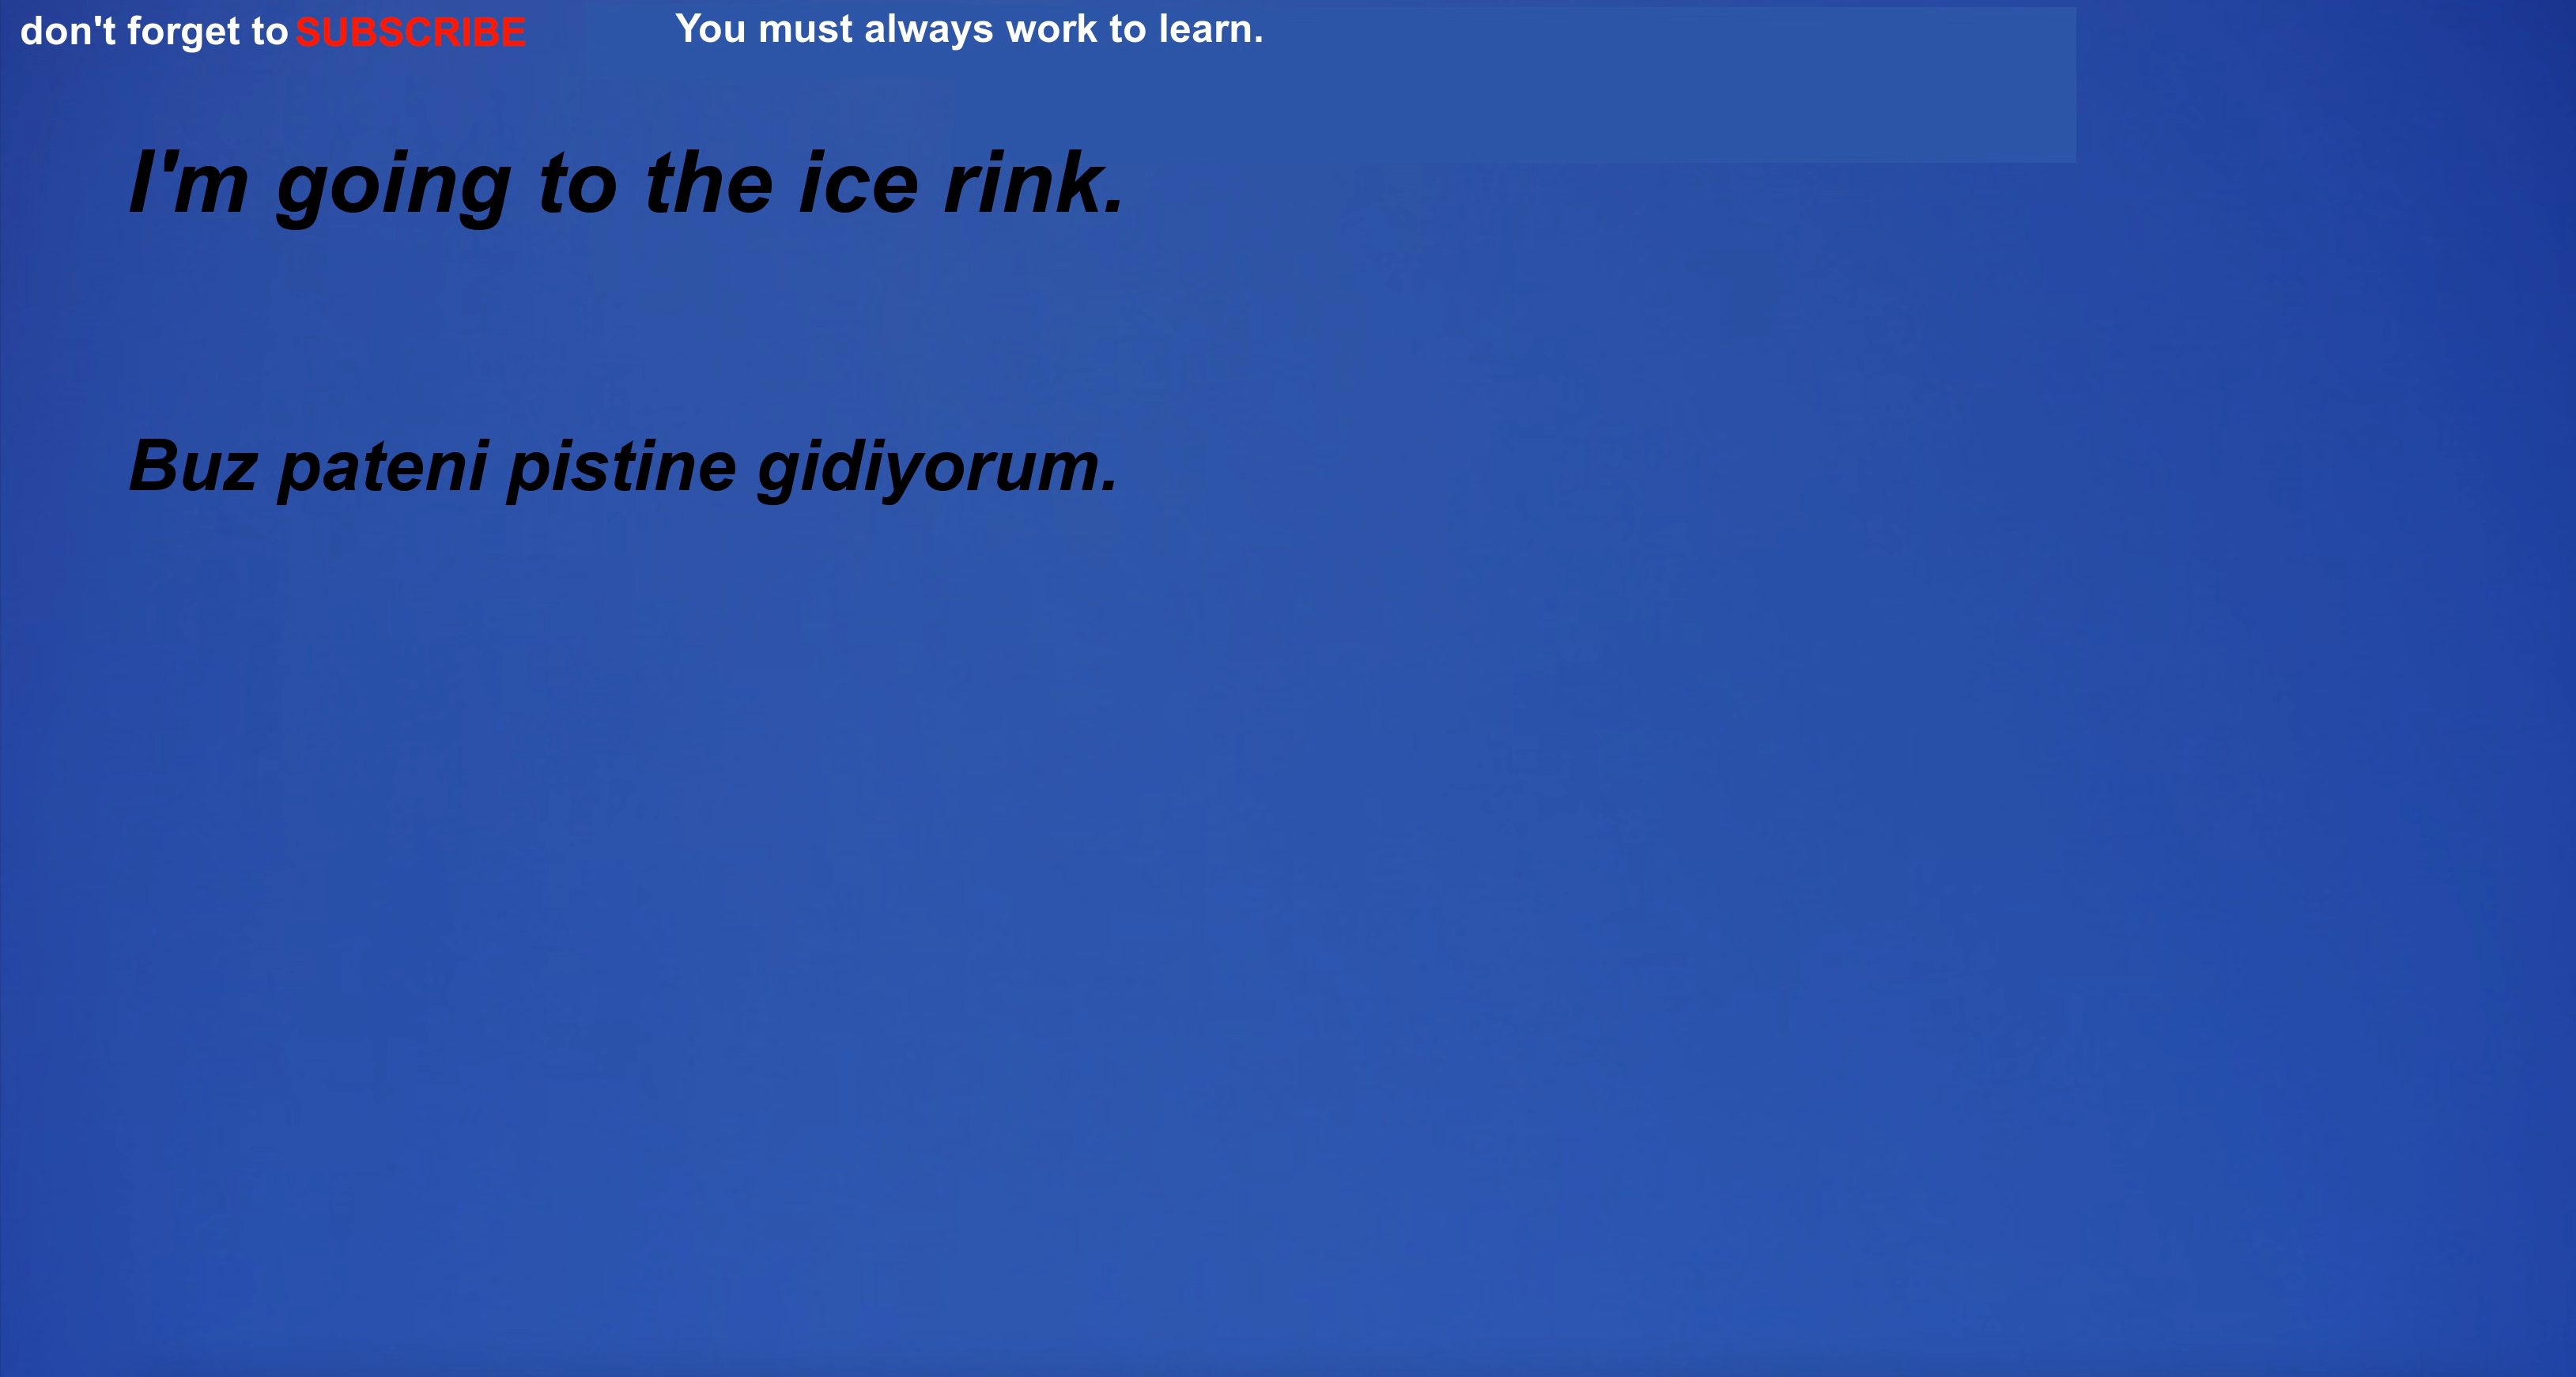 don't forget to SUBSCRIBE
You must always work to learn.
I'm going to the ice rink.
Buz pateni pistine gidiyorum.